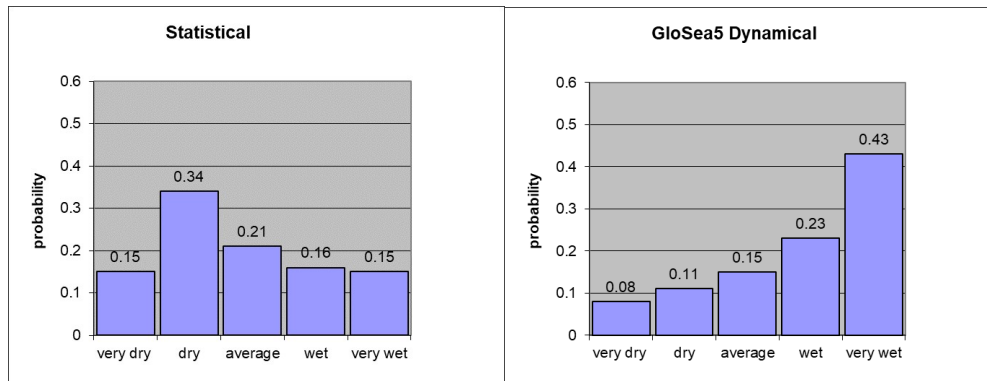 Statistical
0.6
0.5
0.4
0.3
0.2
0.1
0
probability
0.15
0.34
0.21
0.16
0.15
very dry
dry
average
wet
very wet
GloSea5 Dynamical
0.6
0.5
0.4
0.3
0.2
0.1
0
probability
0.08
0.11
0.15
0.23
0.43
very dry
dry
average
wet
very wet